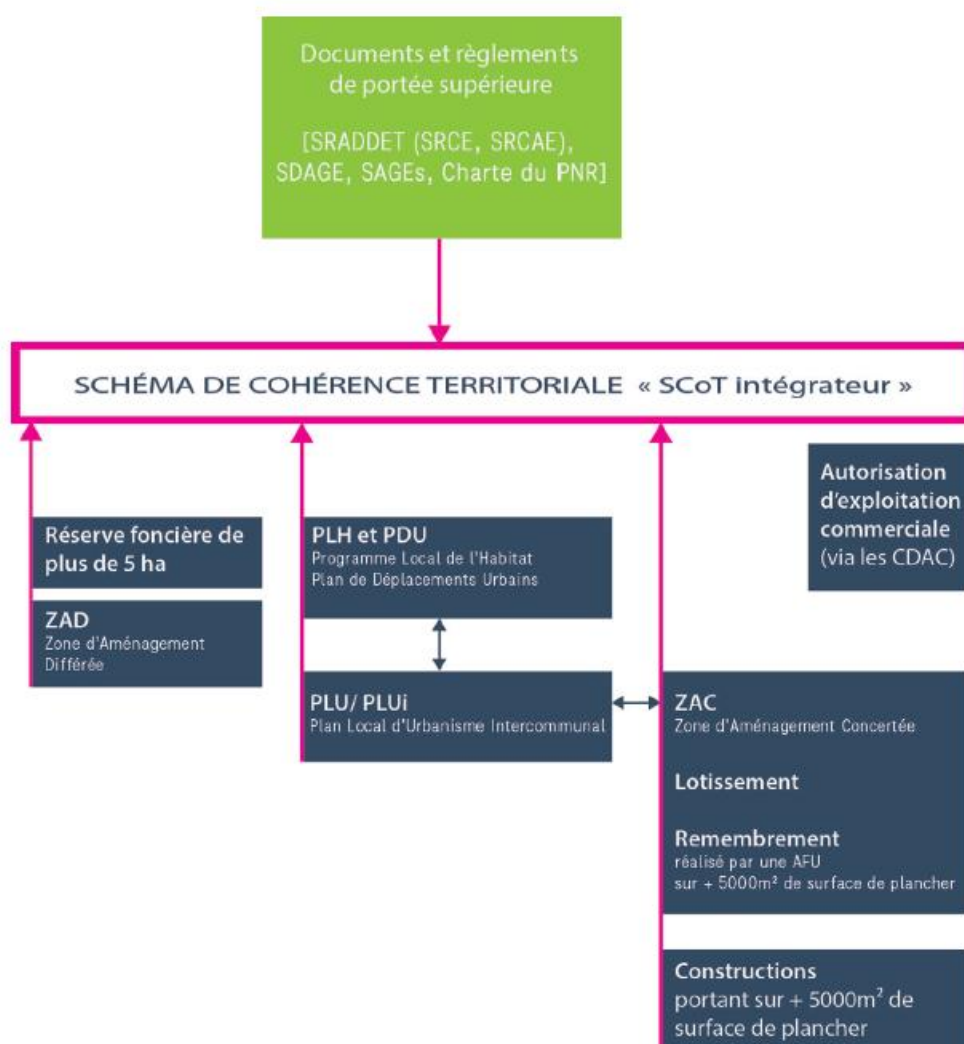 Documents et règlements
de portée supérieure
[SRADDET (SRCE, SRCAE),
SDAGE, SAGEs, Charte du PNR]
SCHÉMA DE COHÉRENCE TERRITORIALE « SCoT intégrateur »
Autorisation
d'exploitation
commerciale
(via les CDAC)
Réserve foncière de
plus de 5 ha
ZAD
Zone d'Aménagement
Différée
PLH et PDU
Programme Local de l'Habitat
Plan de Déplacements Urbains
PLU/ PLUi
Plan Local d'Urbanisme Intercommunal
ZAC
Zone d'Aménagement Concertée
Lotissement
Remembrement
réalisé par une AFU
sur + 5000m² de surface de plancher
Constructions
portant sur + 5000m² de
surface de plancher